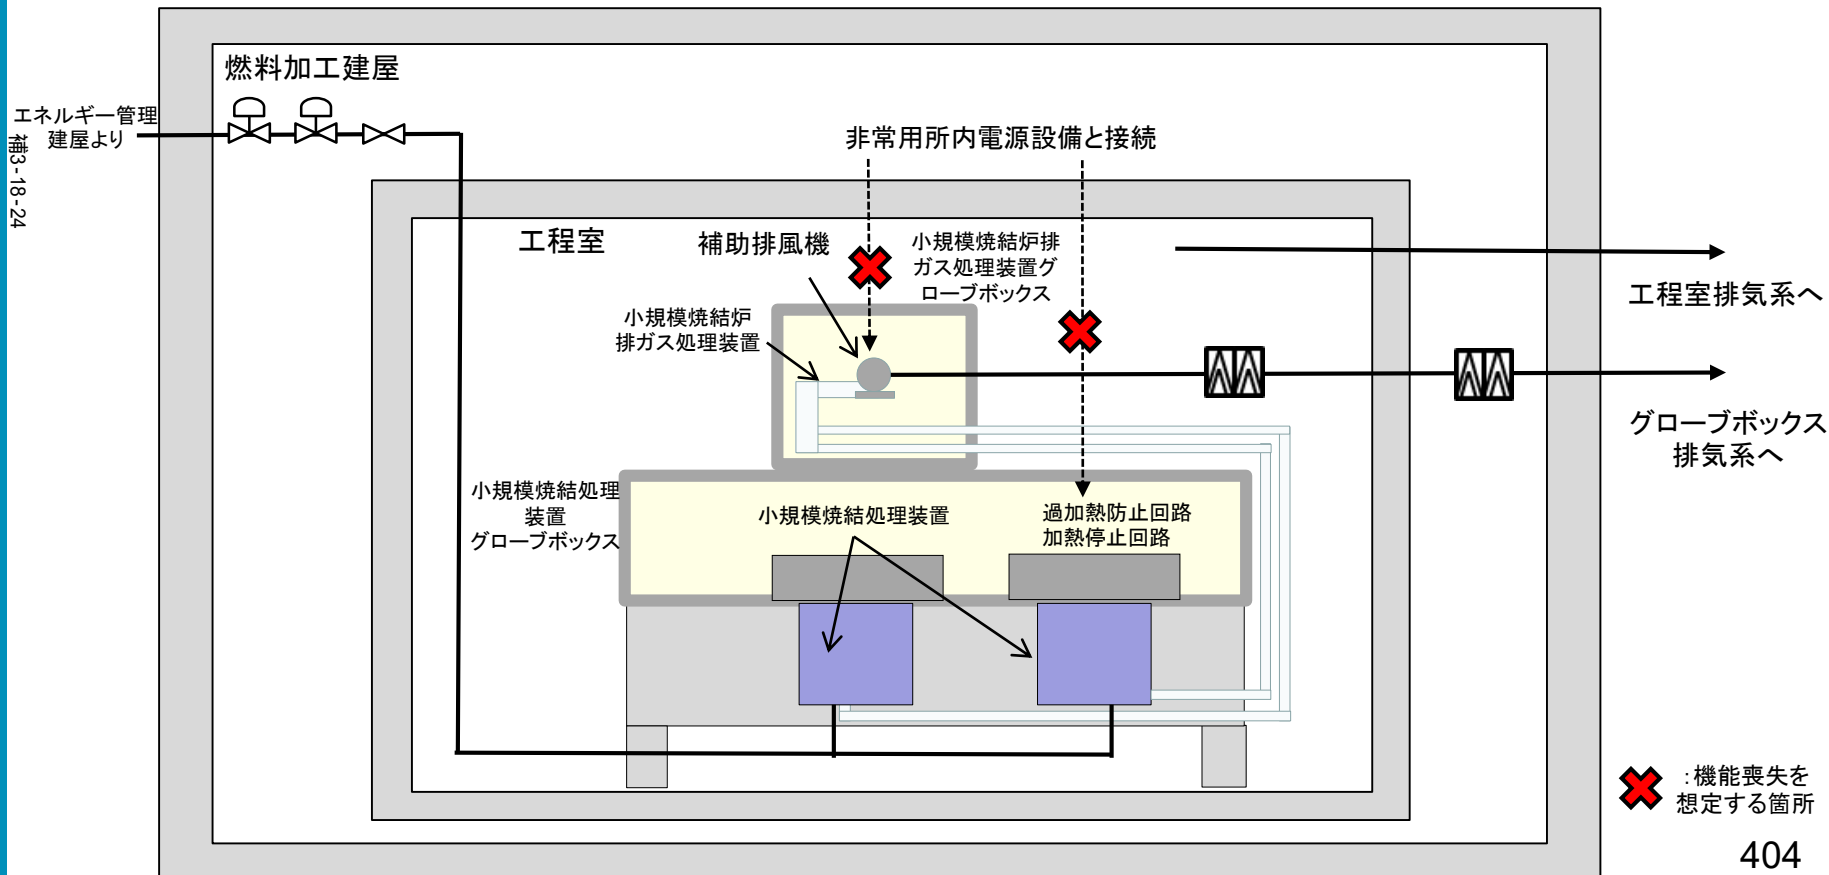 燃料加工建屋
エネルギー管理
建屋より
補3-18-24
非常用所内電源設備と接続
工程室
補助排風機
小規模焼結炉排
ガス処理装置グ
ローブボックス
小規模焼結炉
排ガス処理装置
工程室排気系へ
グローブボックス
排気系へ
小規模焼結処理
装置
グローブボックス
小規模焼結処理装置
過加熱防止回路
加熱停止回路
:機能喪失を
想定する箇所
404